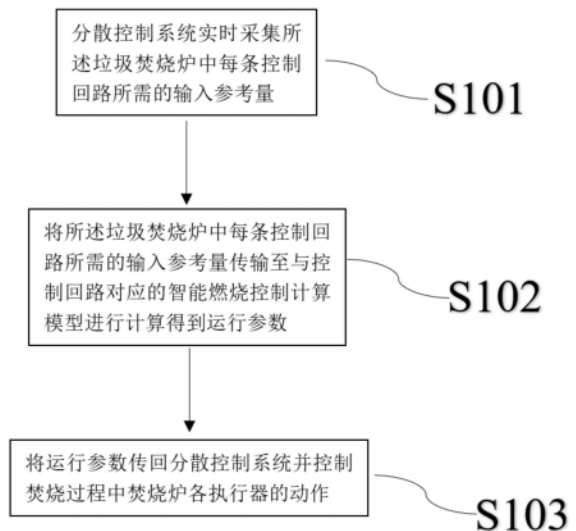 分散控制系统实时采集所
述垃圾焚烧炉中每条控制
回路所需的输入参考量
S101
将所述垃圾焚烧炉中每条控制回
路所需的输入参考量传输至与控
制回路对应的智能燃烧控制计算
模型进行计算得到运行参数
S102
将运行参数传回分散控制系统并控制
焚烧过程中焚烧炉各执行器的动作
S103